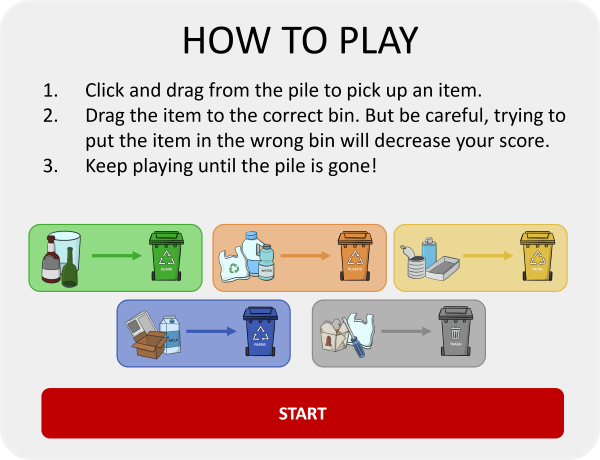 HOW TO PLAY
1. Click and drag from the pile to pick up an item.
2. Drag the item to the correct bin. But be careful, trying to
put the item in the wrong bin will decrease your score.
3. Keep playing until the pile is gone!
GLASS
WATER
PLASTIC
METAL
MILK
PAPER
TRASH
START